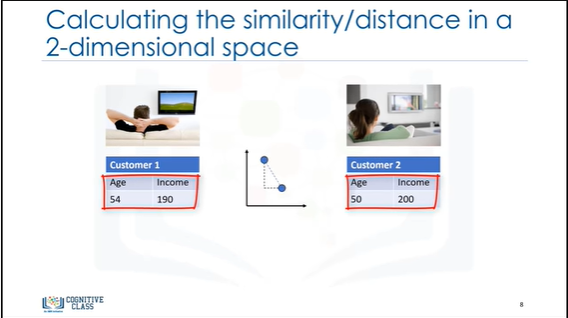 Calculating the similarity/distance in a
2-dimensional space
Customer 1
Age Income
54 190
Customer 2
Age Income
50 200
COGNITIVE
CLASS
8